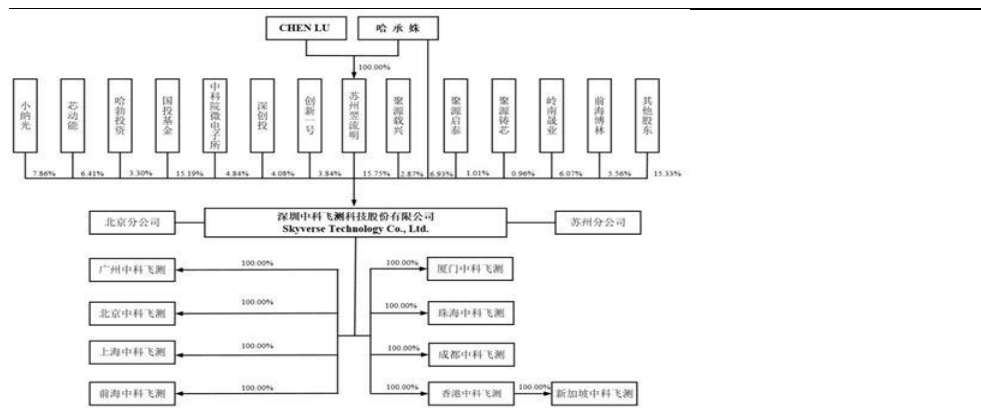 CHEN LU
哈承姝
100.00%
小纳光
芯动能
哈勃投资
国投基金
中科院微电子所
深创投
创新一号
苏州翌流明
聚源载兴
聚源启泰
聚源铸芯
岭南晟业
前海博林
其他股东
7.86%
6.41%
3.30%
15.19%
4.84%
4.08%
3.84%
15.75%
2.87%
6.93%
1.01%
0.96%
6.07%
5.56%
15.33%
北京分公司
深圳中科飞测科技股份有限公司
Skyverse Technology Co., Ltd.
苏州分公司
广州中科飞测
100.00%
100.00%
厦门中科飞测
北京中科飞测
100.00%
100.00%
珠海中科飞测
上海中科飞测
100.00%
100.00%
成都中科飞测
前海中科飞测
100.00%
100.00%
香港中科飞测
100.00%
新加坡中科飞测